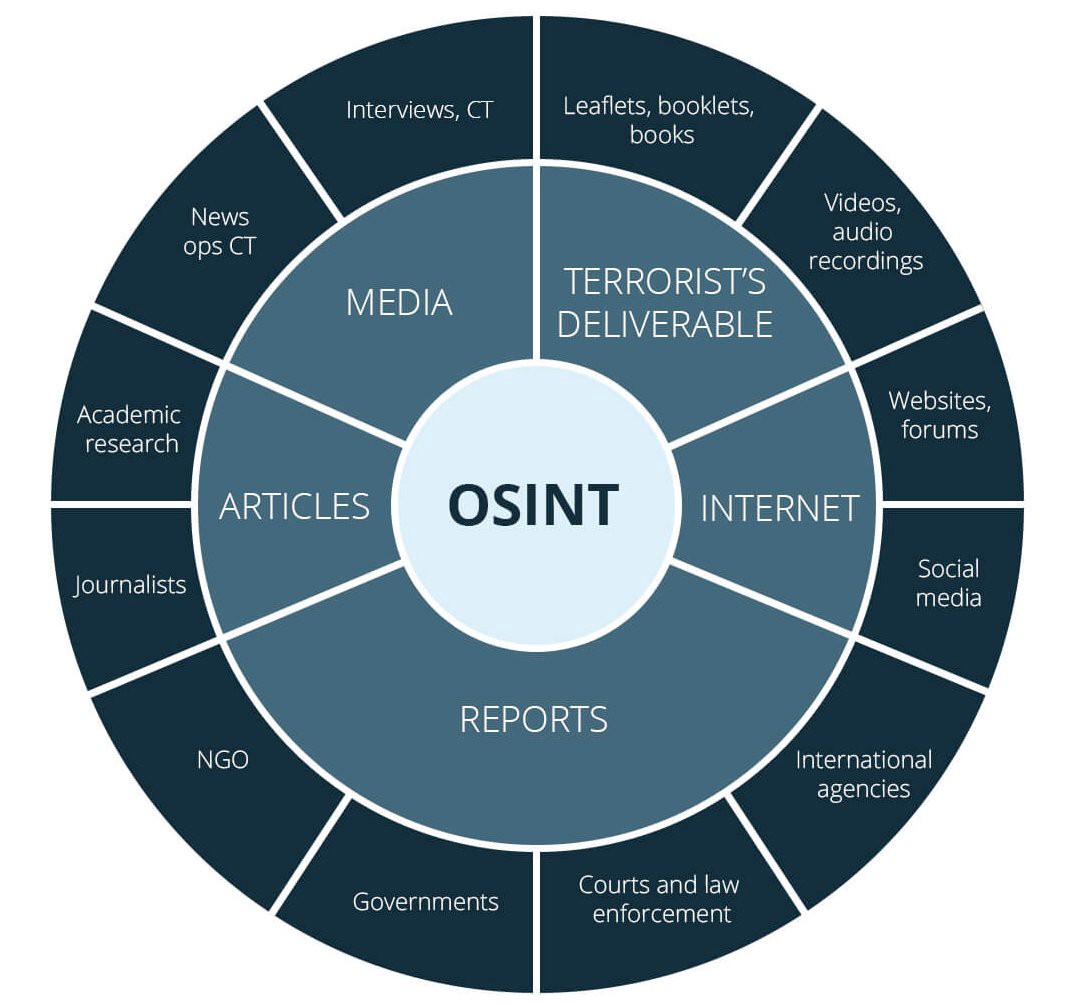 Interviews, CT
Leaflets, booklets,
books
News
ops CT
Videos,
audio
recordings
MEDIA
TERRORIST’S
DELIVERABLE
Academic
research
Websites,
forums
ARTICLES
OSINT
INTERNET
Journalists
Social
media
REPORTS
NGO
International
agencies
Governments
Courts and law
enforcement